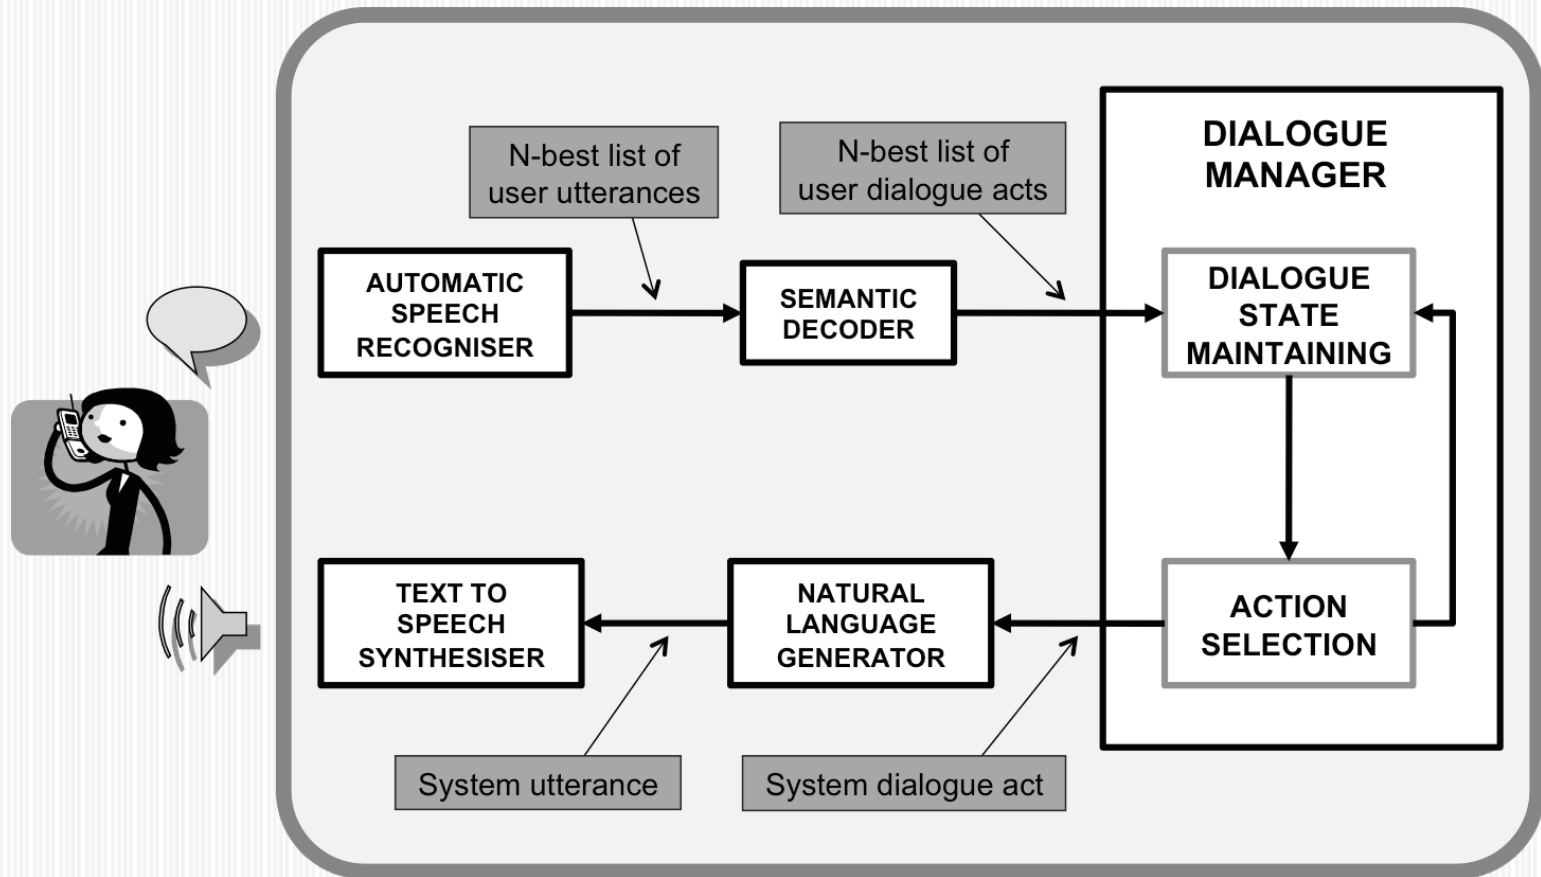 N-best list of
user utterances
N-best list of
user dialogue acts
DIALOGUE
MANAGER
AUTOMATIC
SPEECH
RECOGNISER
SEMANTIC
DECODER
DIALOGUE
STATE
MAINTAINING
TEXT TO
SPEECH
SYNTHESISER
NATURAL
LANGUAGE
GENERATOR
ACTION
SELECTION
System utterance
System dialogue act